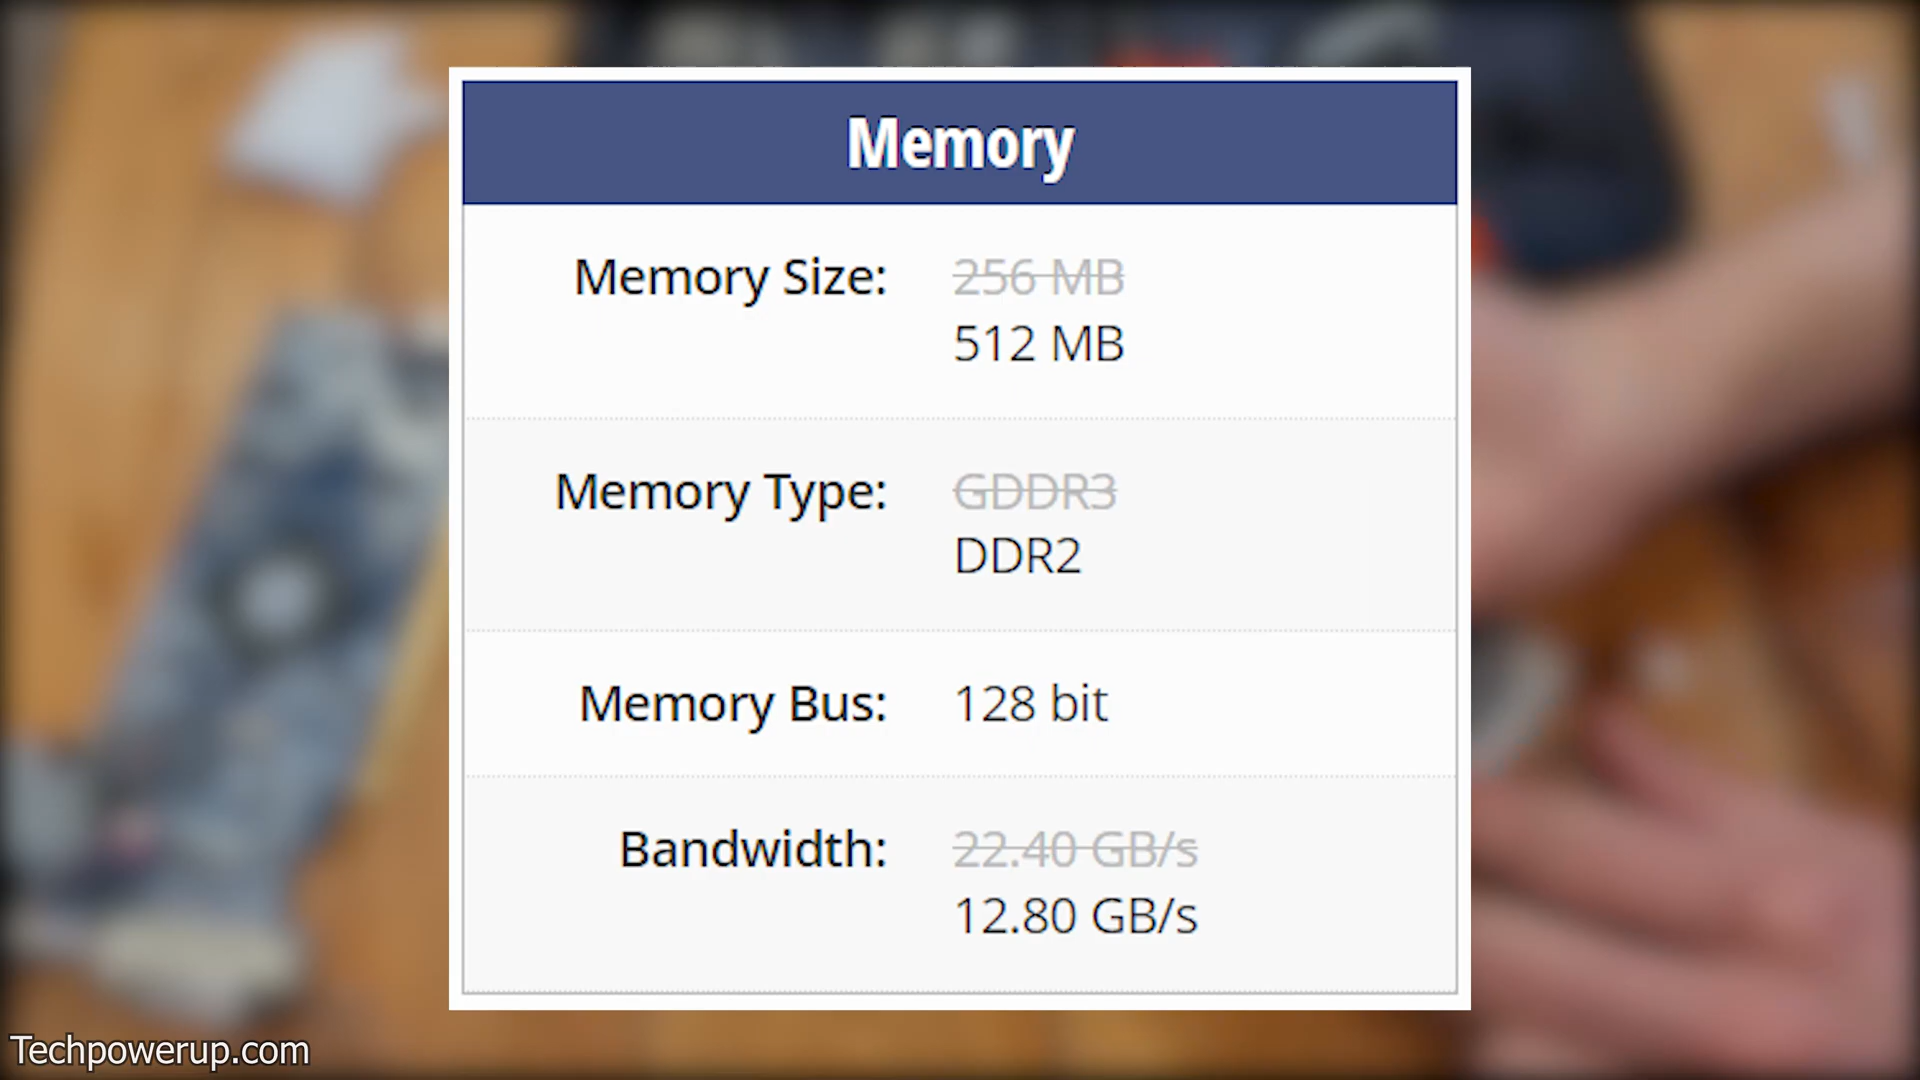 Memory
Memory Size: 256 MB
512 MB
Memory Type: GDDR3
DDR2
Memory Bus: 128 bit
Bandwidth: 22.40 GB/s
12.80 GB/s
Techpowerup.com